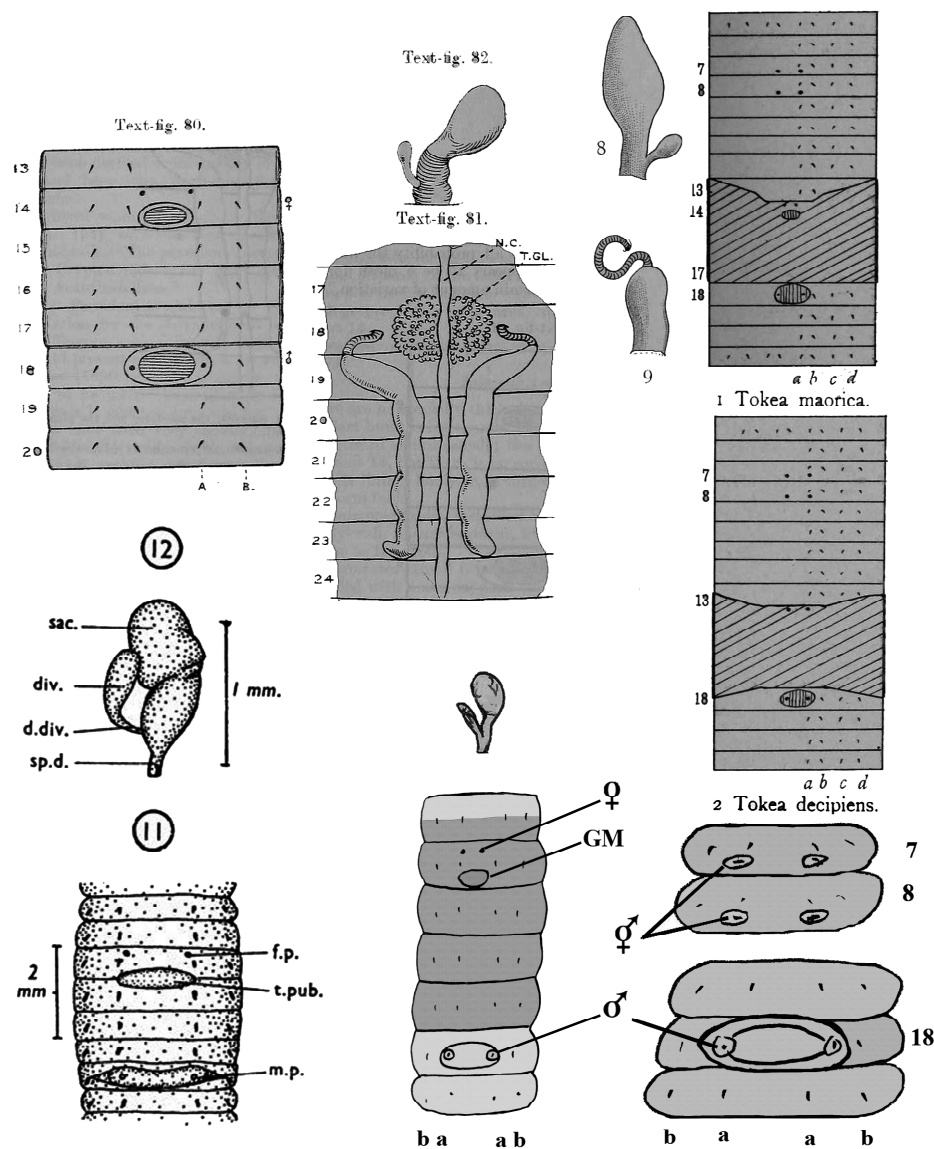 Text-fig. 80.
13
14
♀
15
16
17
18
♂
19
20
A B.
Text-fig. 82.
Text-fig. 81.
N.C.
T.GL.
17
18
19
20
21
22
23
24
8
9
7
8
13
14
17
18
a b c d
1 Tokea maorica.
7
8
13
18
a b c d
2 Tokea decipiens.
12
sac.
div.
d.div.
sp.d.
1 mm.
11
2
mm
f.p.
t.pub.
m.p.
♀
GM
♂
b a a b
7
8
⚥
18
b a a b